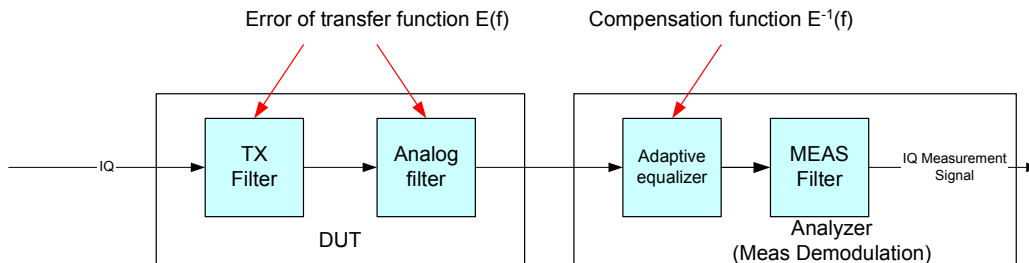 Error of transfer function E(f)
Compensation function E⁻¹(f)
IQ
TX
Filter
Analog
filter
Adaptive
equalizer
MEAS
Filter
IQ Measurement
Signal
DUT
Analyzer
(Meas Demodulation)